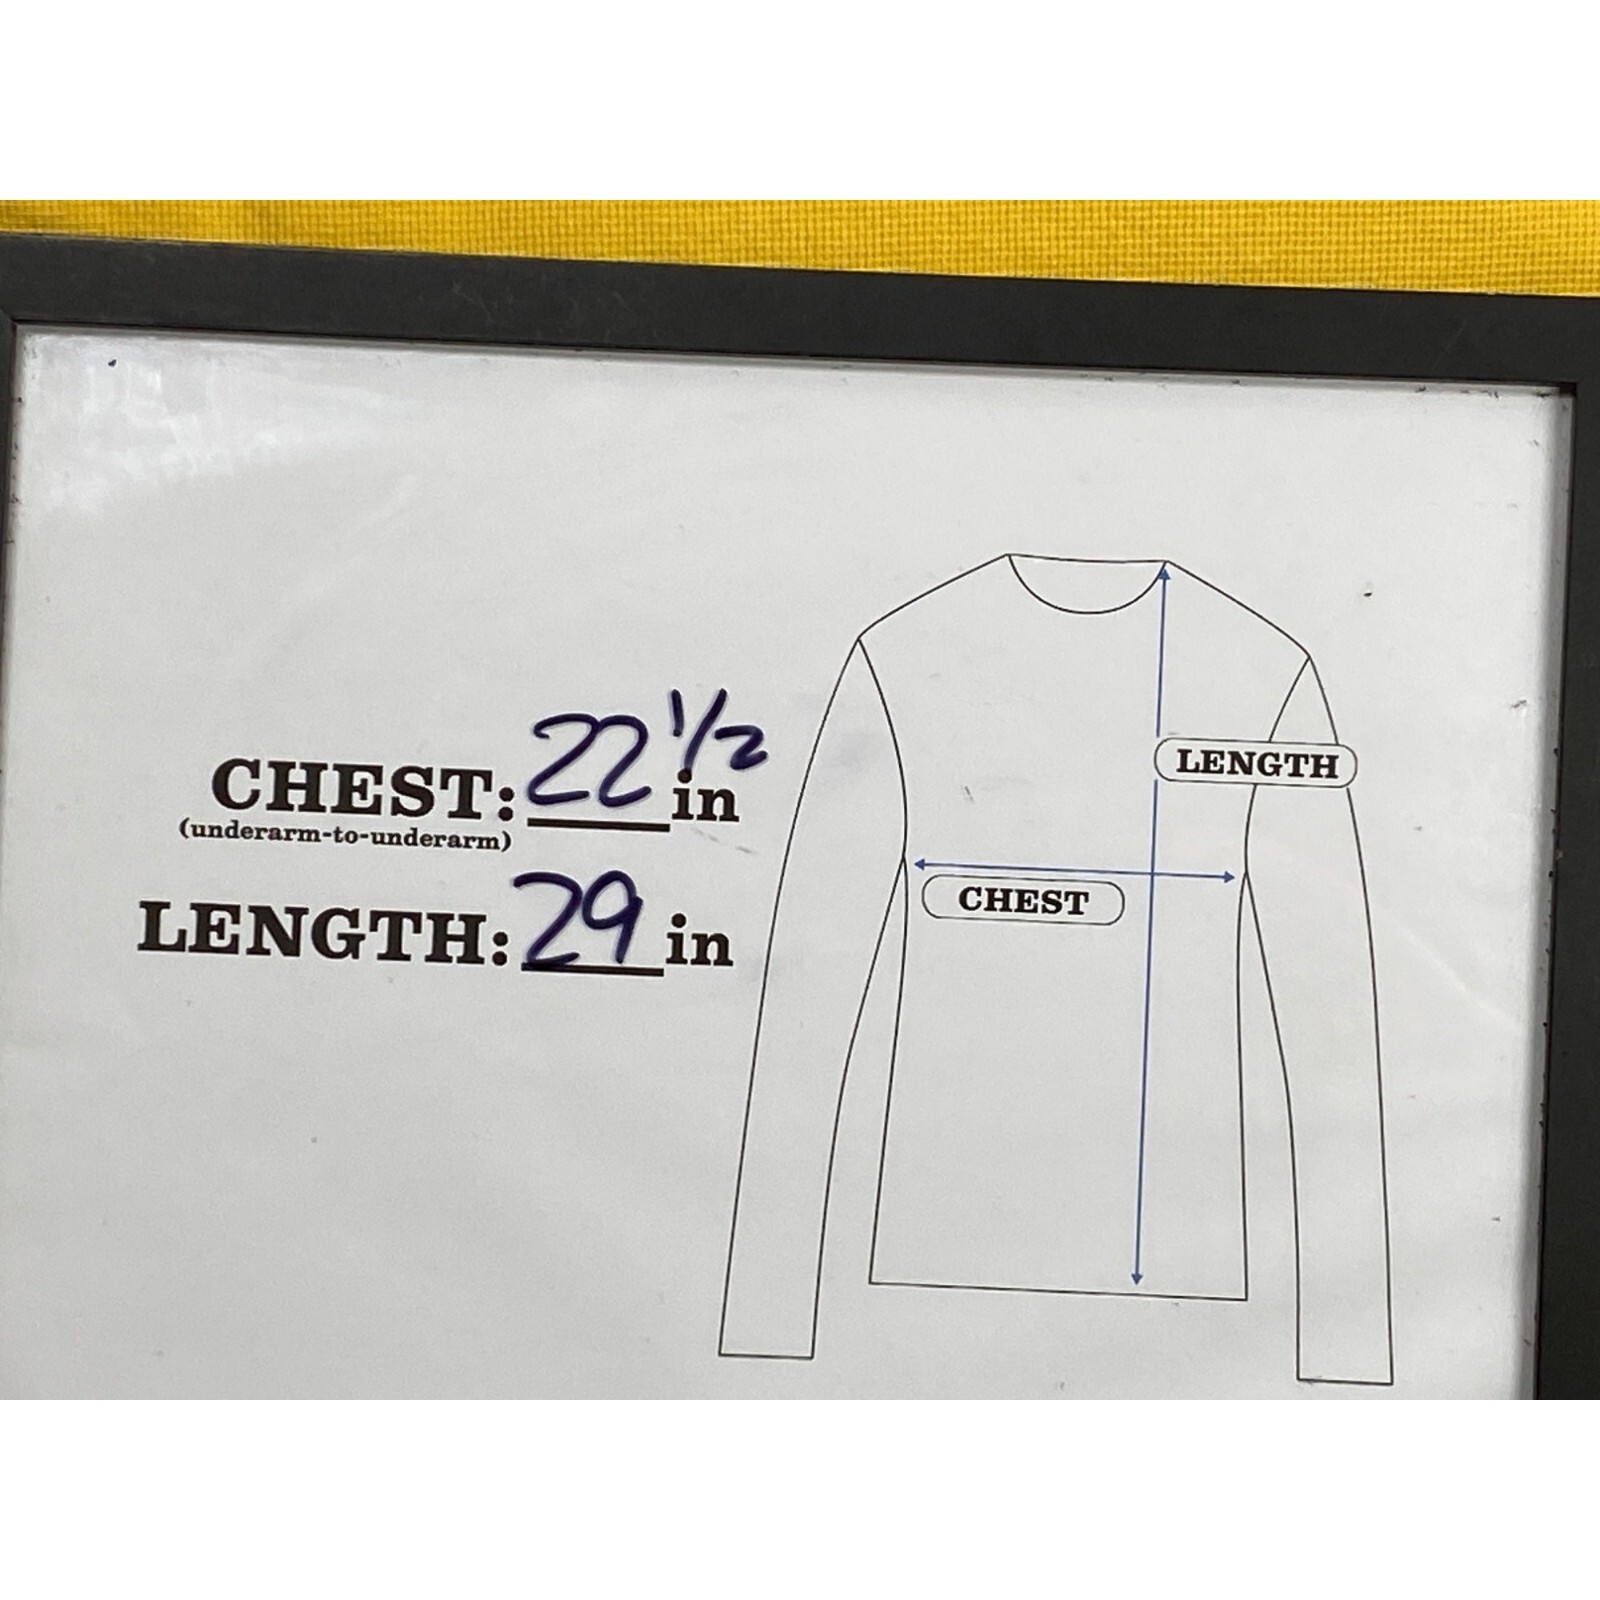 CHEST: 22 1/2 in
(underarm-to-underarm)
LENGTH: 29 in
LENGTH
CHEST